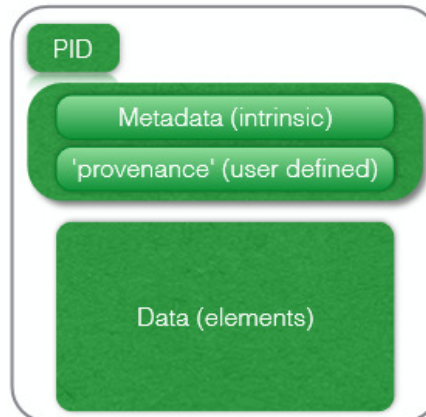 PID
Metadata (intrinsic)
'provenance' (user defined)
Data (elements)